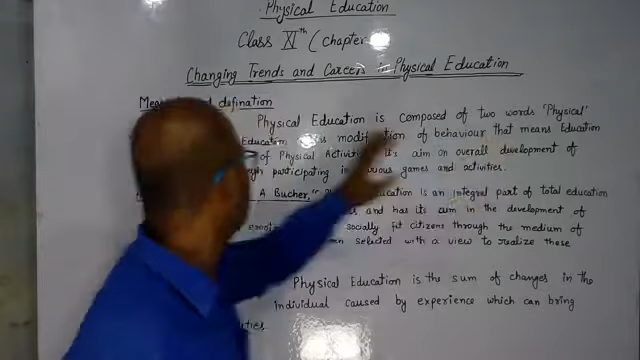 Physical Education
Class XIth (chapter-
Changing Trends and Careers in Physical Education
defination
Physical Education is composed of two words 'Physical'
Education modification of behaviour that means Education
of Physical its aim on overall development of
participating in various games and activities.
A Bucher, Education is an integral part of total education
and has its aim in the development of
socially fit citizens through the medium of
selected with a view to realize these
Physical Education is the sum of changes in the
individual caused by experience which can bring